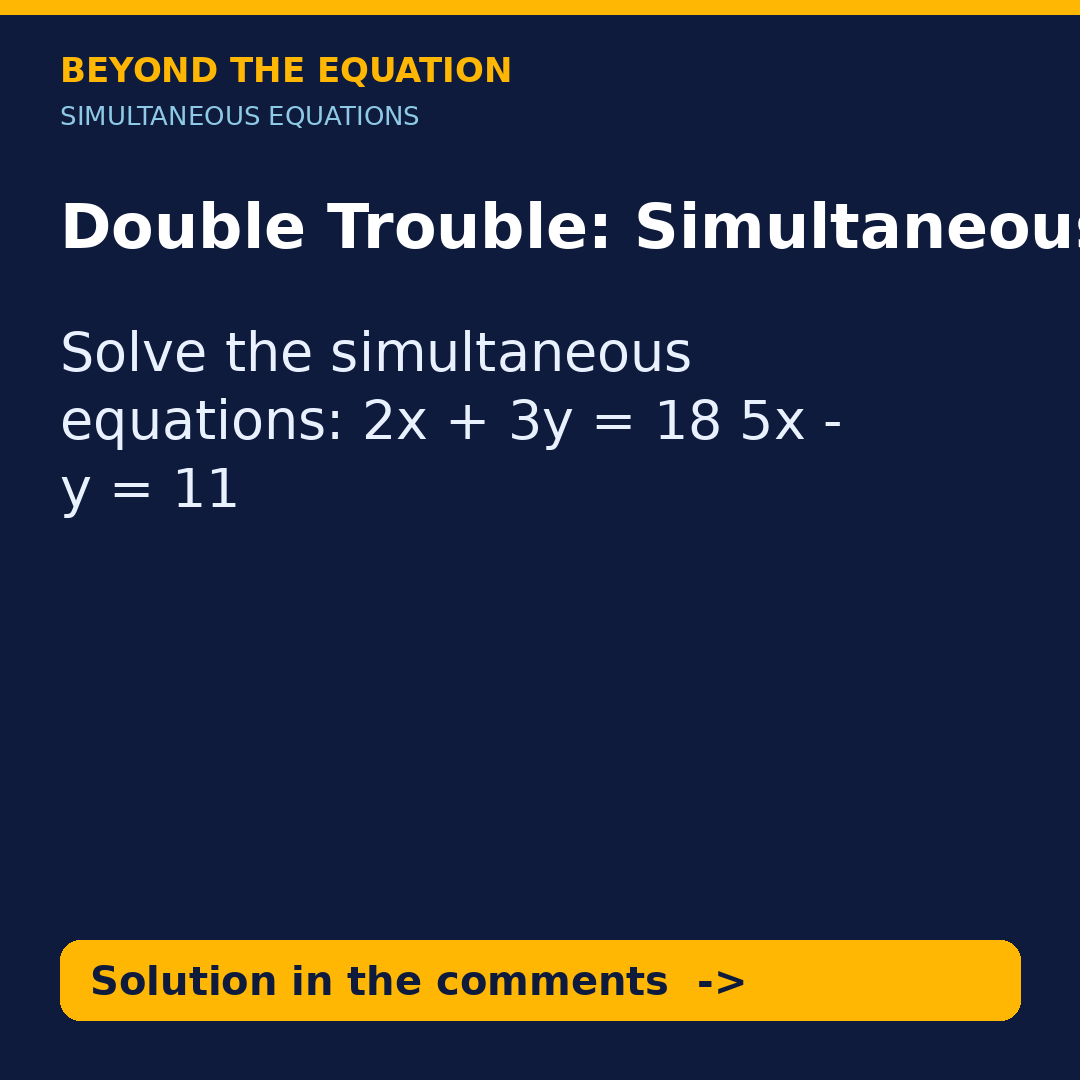 BEYOND THE EQUATION
SIMULTANEOUS EQUATIONS
Double Trouble: Simultaneous
Solve the simultaneous
equations: 2x + 3y = 18 5x -
y = 11
Solution in the comments  ->